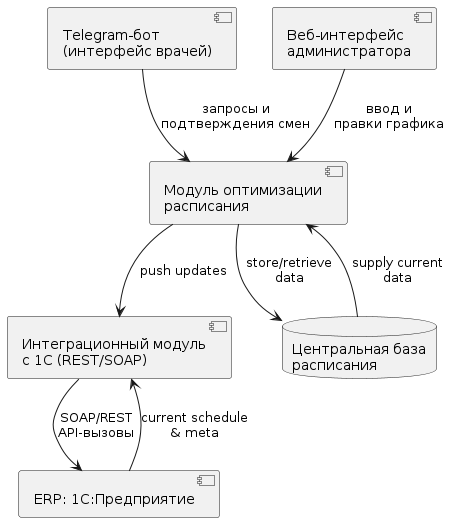 Telegram-бот
(интерфейс врачей)
Веб-интерфейс
администратора
запросы и
подтверждения смен
ввод и
правки графика
Модуль оптимизации
расписания
push updates
store/retrieve
data
supply current
data
Интеграционный модуль
с 1С (REST/SOAP)
Центральная база
расписания
SOAP/REST
API-вызовы
current schedule
& meta
ERP: 1С:Предприятие